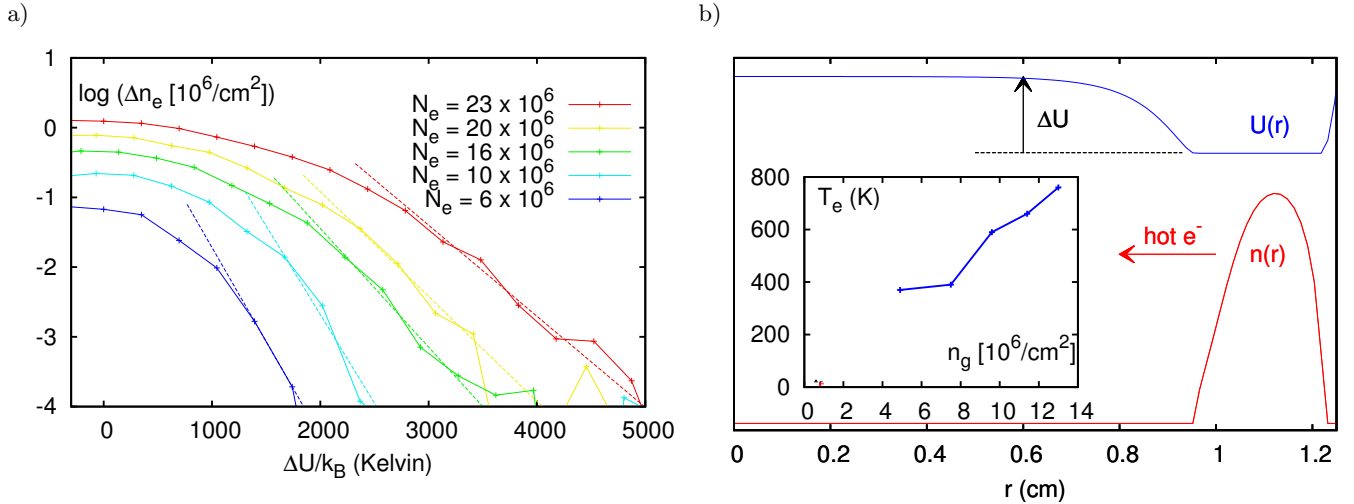 a)
1
0
-1
-2
-3
-4
log (Δn_e [10^6/cm^2])
N_e = 23 x 10^6
N_e = 20 x 10^6
N_e = 16 x 10^6
N_e = 10 x 10^6
N_e = 6 x 10^6
0 1000 2000 3000 4000 5000
ΔU/k_B (Kelvin)
b)
ΔU
U(r)
800
600
400
200
0
T_e (K)
n_g [10^6/cm^2]
0 2 4 6 8 10 12 14
hot e^-
n(r)
0 0.2 0.4 0.6 0.8 1 1.2
r (cm)